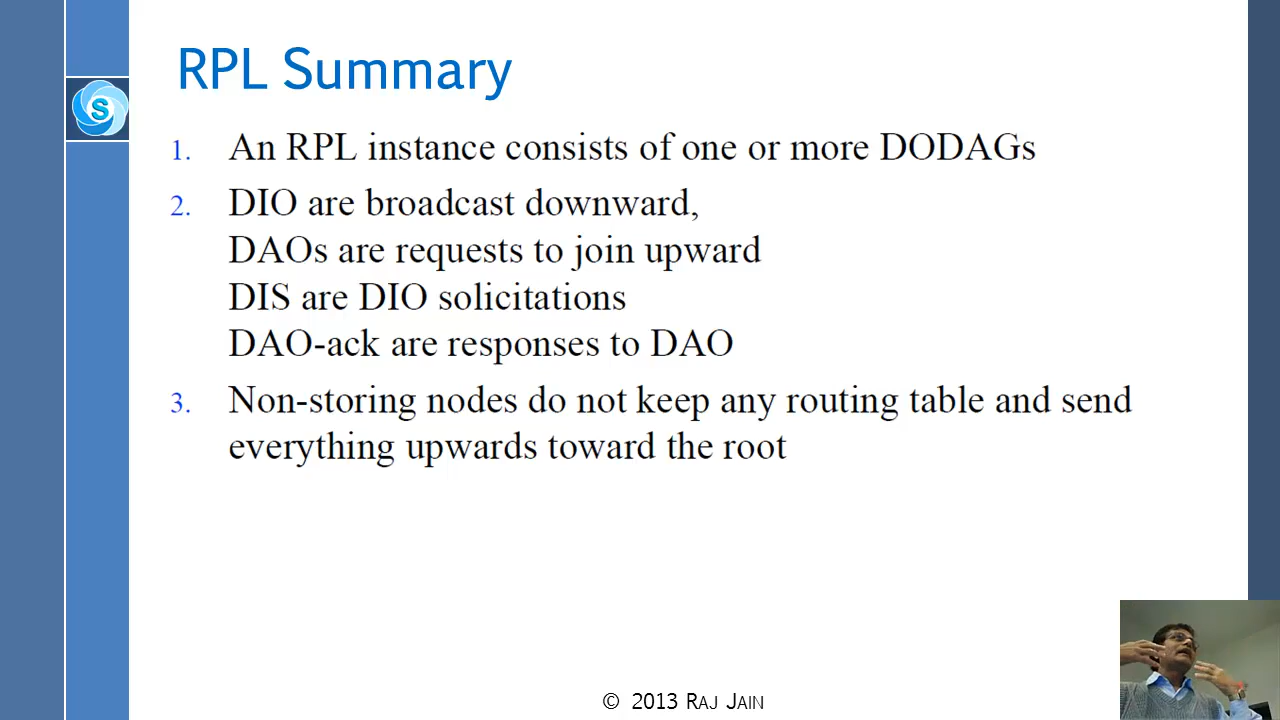 RPL Summary
S
1. An RPL instance consists of one or more DODAGs
2. DIO are broadcast downward,
DAOs are requests to join upward
DIS are DIO solicitations
DAO-ack are responses to DAO
3. Non-storing nodes do not keep any routing table and send
everything upwards toward the root
© 2013 RAJ JAIN